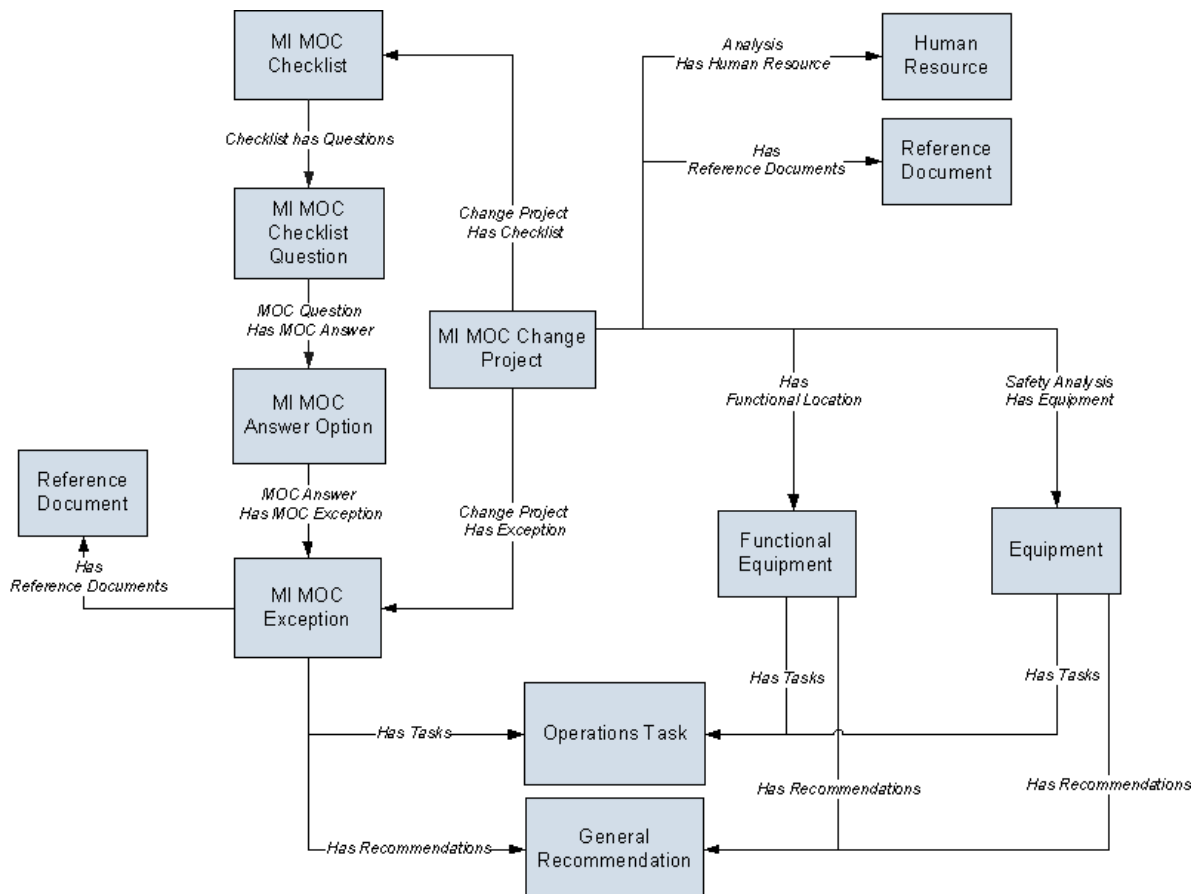 MI MOC
Checklist
Analysis
Has Human Resource
Human
Resource
Checklist has Questions
Has
Reference Documents
Reference
Document
MI MOC
Checklist
Question
Change Project
Has Checklist
MOC Question
Has MOC Answer
MI MOC Change
Project
MI MOC
Answer Option
Has
Functional Location
Safety Analysis
Has Equipment
Reference
Document
MOC Answer
Has MOC Exception
Change Project
Has Exception
Functional
Equipment
Equipment
Has
Reference Documents
MI MOC
Exception
Has Tasks
Has Tasks
Has Tasks
Operations Task
Has Recommendations
Has Recommendations
Has Recommendations
General
Recommendation